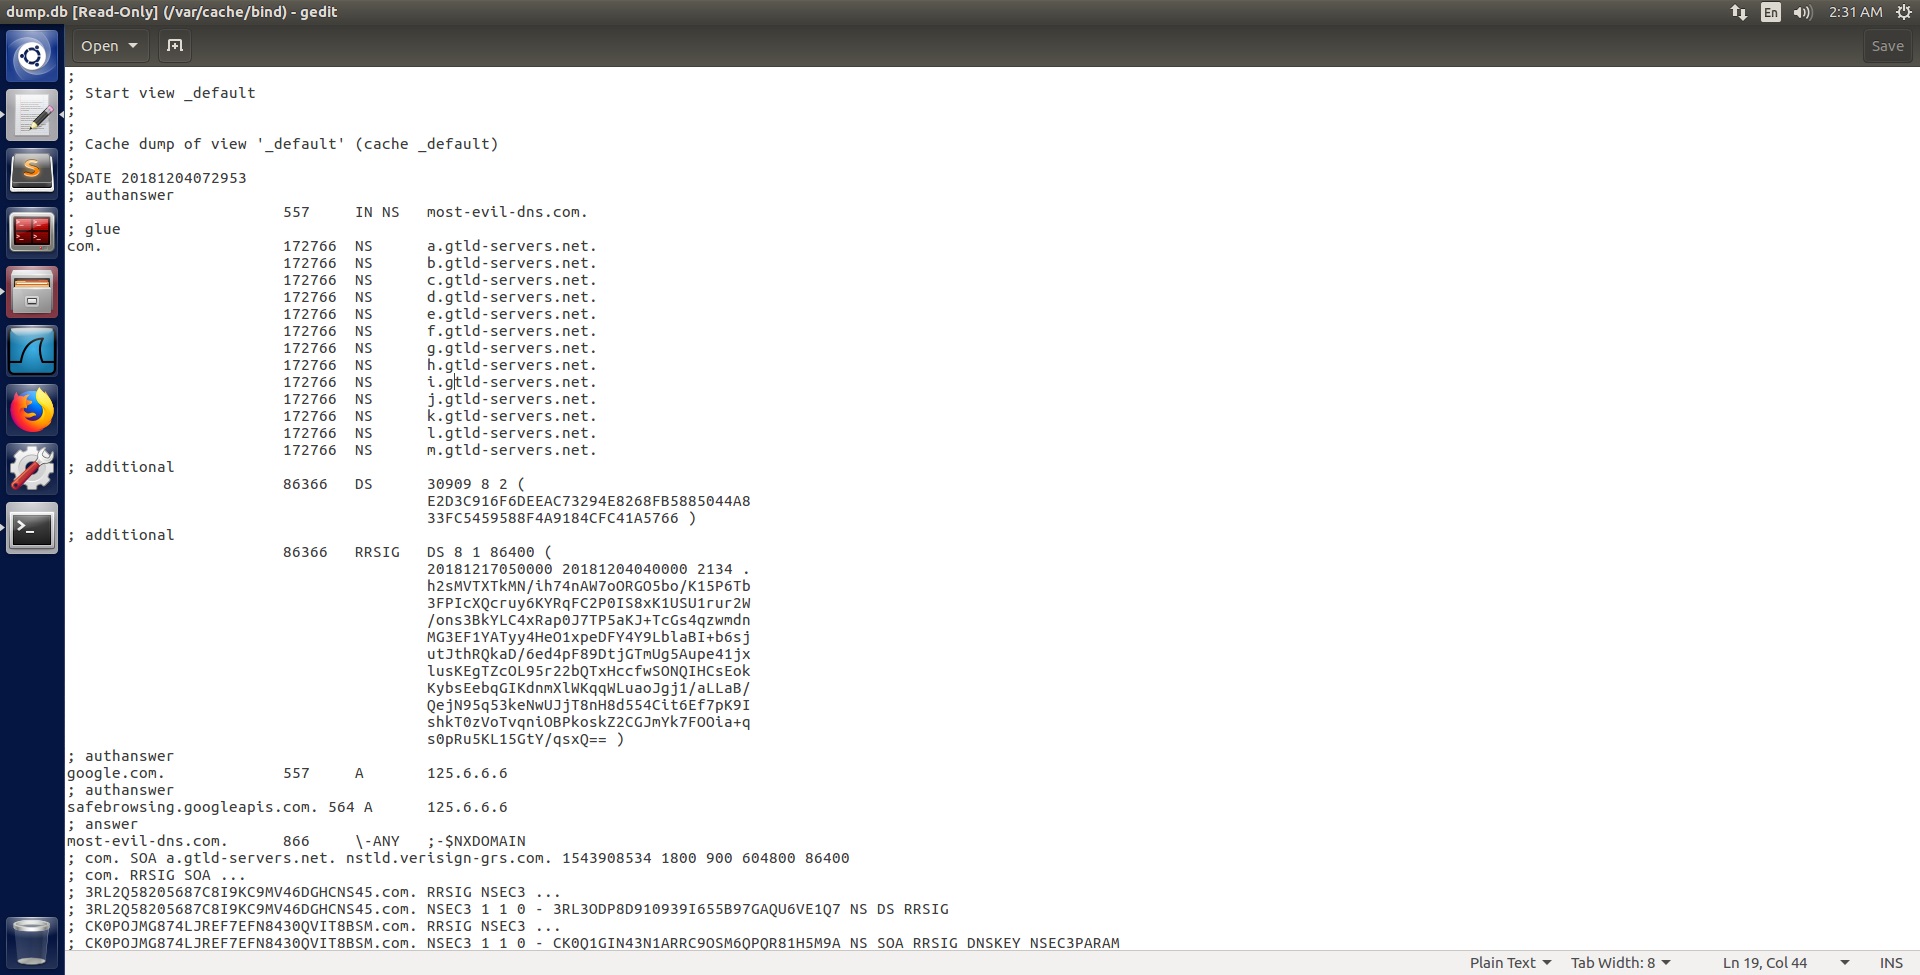 dump.db [Read-Only] (/var/cache/bind) - gedit
En
2:31 AM
Open
Save
;
; Start view _default
;
;
; Cache dump of view '_default' (cache _default)
;
$DATE 20181204072953
; authanswer
. 557 IN NS most-evil-dns.com.
; glue
com. 172766 NS a.gtld-servers.net.
172766 NS b.gtld-servers.net.
172766 NS c.gtld-servers.net.
172766 NS d.gtld-servers.net.
172766 NS e.gtld-servers.net.
172766 NS f.gtld-servers.net.
172766 NS g.gtld-servers.net.
172766 NS h.gtld-servers.net.
172766 NS i.gtld-servers.net.
172766 NS j.gtld-servers.net.
172766 NS k.gtld-servers.net.
172766 NS l.gtld-servers.net.
172766 NS m.gtld-servers.net.
; additional
86366 DS 30909 8 2 (
E2D3C916F6DEEAC73294E8268FB5885044A8
33FC5459588F4A9184CFC41A5766 )
; additional
86366 RRSIG DS 8 1 86400 (
20181217050000 20181204040000 2134 .
h2sMVTXTkMN/ih74nAW7oORGO5bo/K15P6Tb
3FPIcXQcruy6KYRqFC2P0IS8xK1USU1rur2W
/ons3BkYLC4xRap0J7TP5aKJ+TcGs4qzwmdn
MG3EF1YATyy4HeO1xpeDFY4Y9LblaBI+b6sj
utJthRQkaD/6ed4pF89DtjGTmUg5Aupe41jx
lusKEgTZcOL95r22bQTxHccfwSONQIHCsEok
KybsEebqGIKdnmXlWKqqWLuaoJgj1/aLLaB/
QejN95q53keNwUJjT8nH8d554Cit6Ef7pK9I
shkT0zVoTvqniOBPkoskZ2CGJmYk7FOOia+q
s0pRu5KL15GtY/qsxQ== )
; authanswer
google.com. 557 A 125.6.6.6
; authanswer
safebrowsing.googleapis.com. 564 A 125.6.6.6
; answer
most-evil-dns.com. 866 \-ANY ;-$NXDOMAIN
; com. SOA a.gtld-servers.net. nstld.verisign-grs.com. 1543908534 1800 900 604800 86400
; com. RRSIG SOA ...
; 3RL2Q58205687C8I9KC9MV46DGHCNS45.com. RRSIG NSEC3 ...
; 3RL2Q58205687C8I9KC9MV46DGHCNS45.com. NSEC3 1 1 0 - 3RL3ODP8D910939I655B97GAQU6VE1Q7 NS DS RRSIG
; CK0POJMG874LJREF7EFN8430QVIT8BSM.com. RRSIG NSEC3 ...
; CK0POJMG874LJREF7EFN8430QVIT8BSM.com. NSEC3 1 1 0 - CK0Q1GIN43N1ARRC9OSM6QPQR81H5M9A NS SOA RRSIG DNSKEY NSEC3PARAM
Plain Text
Tab Width: 8
Ln 19, Col 44
INS